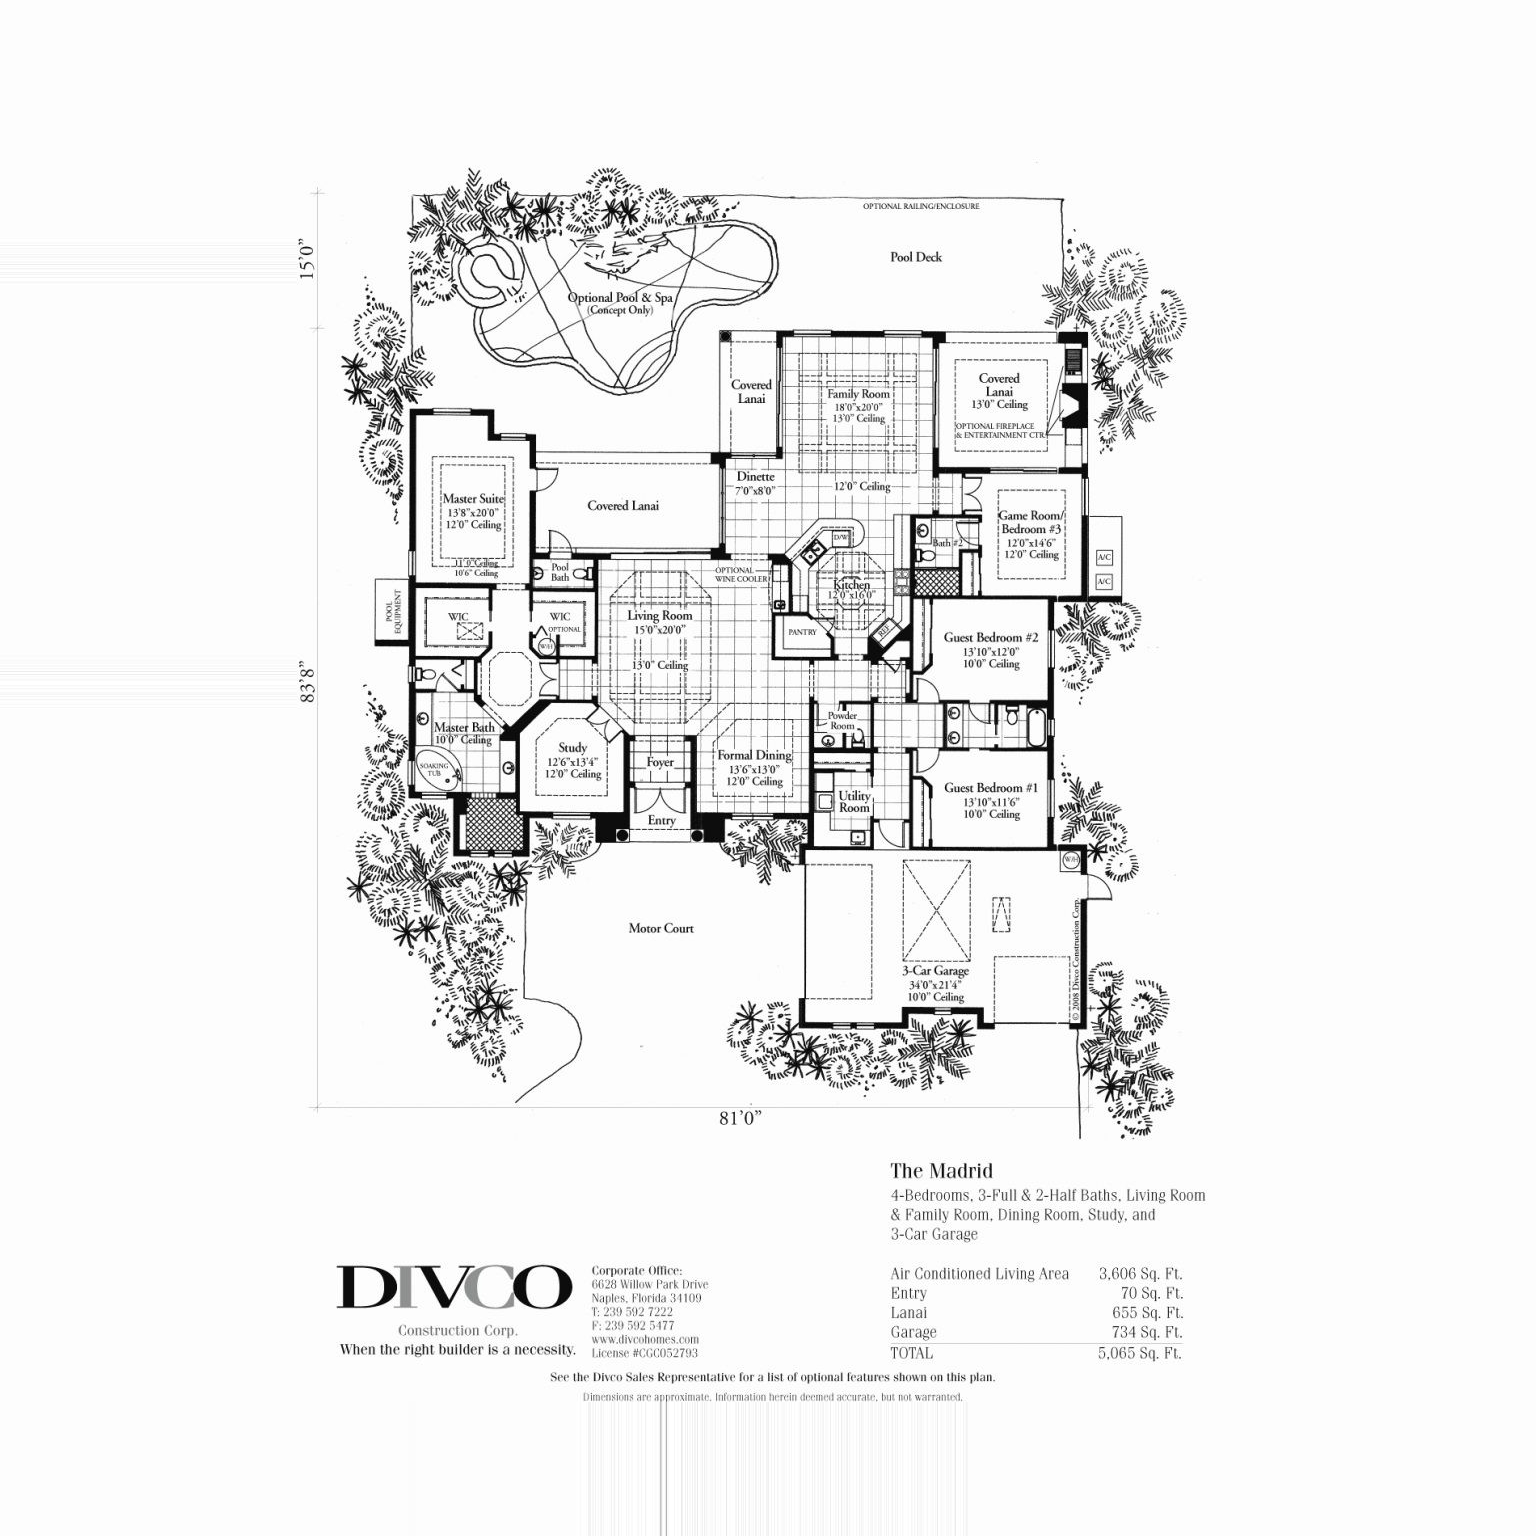 OPTIONAL RAILING/ENCLOSURE
15'0"
Pool Deck
Optional Pool & Spa
(Concept Only)
Covered
Lanai
Family Room
18'0"x20'0"
13'0" Ceiling
Covered
Lanai
13'0" Ceiling
OPTIONAL FIREPLACE
& ENTERTAINMENT CTR.
Dinette
7'0"x8'0"
12'0" Ceiling
Master Suite
13'8"x20'0"
12'0" Ceiling
11'0" Ceiling
10'6" Ceiling
Covered Lanai
Game Room/
Bedroom #3
12'0"x14'6"
12'0" Ceiling
D/W
Bath #2
A/C
A/C
Pool
Bath
OPTIONAL
WINE COOLER
Kitchen
12'0"x16'0"
POOL
EQUIPMENT
WIC
WIC
OPTIONAL
W/H
Living Room
15'0"x20'0"
13'0" Ceiling
PANTRY
REF
Guest Bedroom #2
13'10"x12'0"
10'0" Ceiling
83'8"
Master Bath
10'0" Ceiling
SOAKING
TUB
Study
12'6"x13'4"
12'0" Ceiling
Foyer
Entry
Formal Dining
13'6"x13'0"
12'0" Ceiling
Powder
Room
Utility
Room
Guest Bedroom #1
13'10"x11'6"
10'0" Ceiling
W/H
Motor Court
3-Car Garage
34'0"x21'4"
10'0" Ceiling
© 2008 Divco Construction Corp.
81'0"
The Madrid
4-Bedrooms, 3-Full & 2-Half Baths, Living Room
& Family Room, Dining Room, Study, and
3-Car Garage
Air Conditioned Living Area 3,606 Sq. Ft.
Entry 70 Sq. Ft.
Lanai 655 Sq. Ft.
Garage 734 Sq. Ft.
TOTAL 5,065 Sq. Ft.
DIVCO
Construction Corp.
When the right builder is a necessity.
Corporate Office:
6628 Willow Park Drive
Naples, Florida 34109
T: 239 592 7222
F: 239 592 5477
www.divcohomes.com
License #CGC052793
See the Divco Sales Representative for a list of optional features shown on this plan.
Dimensions are approximate. Information herein deemed accurate, but not warranted.